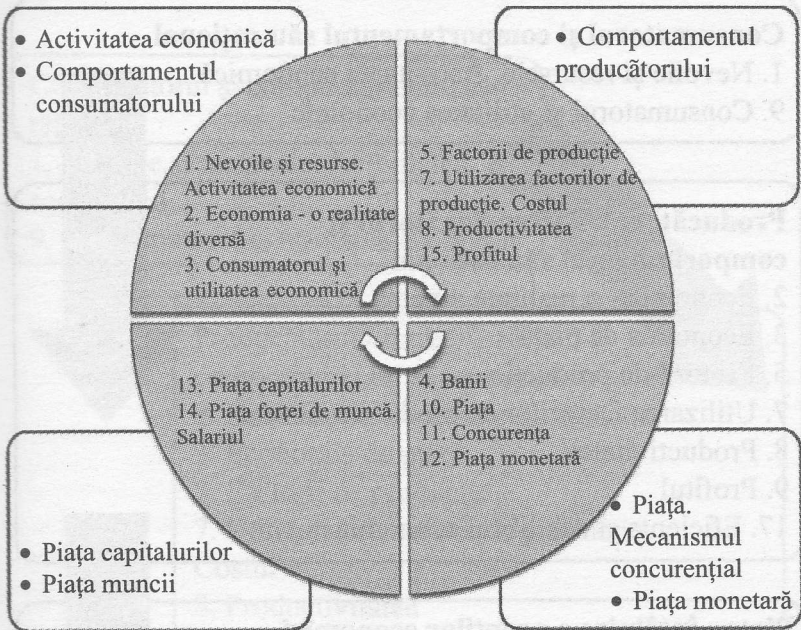 • Activitatea economică
• Comportamentul
consumatorului
• Comportamentul
producătorului
1. Nevoile și resurse.
Activitatea economică
2. Economia - o realitate
diversă
3. Consumatorul și
utilitatea economică
5. Factorii de producție
7. Utilizarea factorilor de
producție. Costul
8. Productivitatea
15. Profitul
13. Piața capitalurilor
14. Piața forței de muncă.
Salariul
4. Banii
10. Piața
11. Concurența
12. Piața monetară
• Piața capitalurilor
• Piața muncii
• Piața.
Mecanismul
concurențial
• Piața monetară